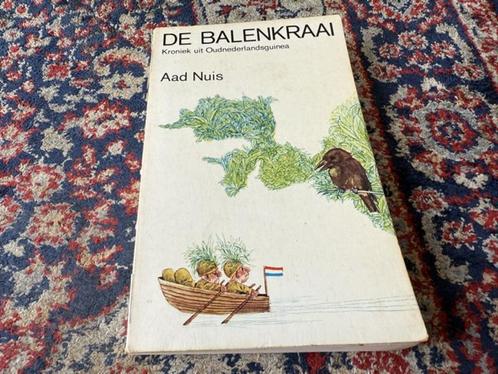 DE BALENKRAAI
Kroniek uit Oudnederlandsguinea
Aad Nuis